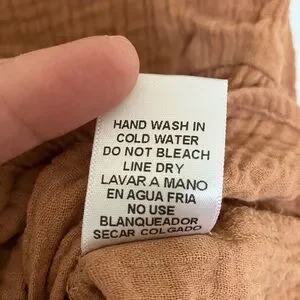 HAND WASH IN
COLD WATER
DO NOT BLEACH
LINE DRY
LAVAR A MANO
EN AGUA FRIA
NO USE
BLANQUEADOR
SECAR COLGADO